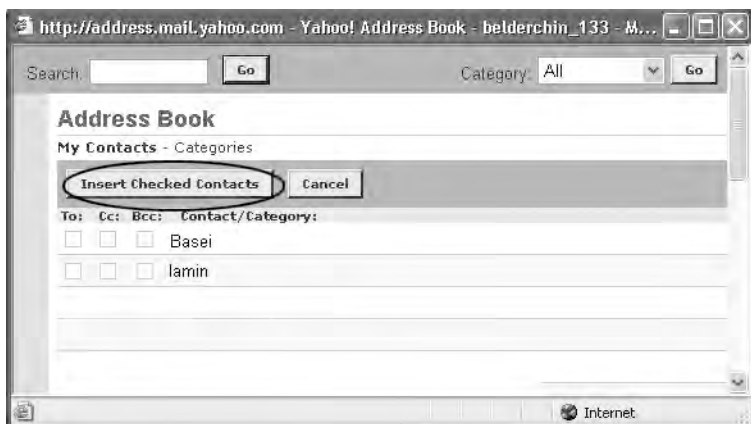 http://address.mail.yahoo.com - Yahoo! Address Book - belderchin_133 - M...
Search: Go Category: All Go
Address Book
My Contacts - Categories
Insert Checked Contacts Cancel
To: Cc: Bcc: Contact/Category:
Basei
lamin
Internet